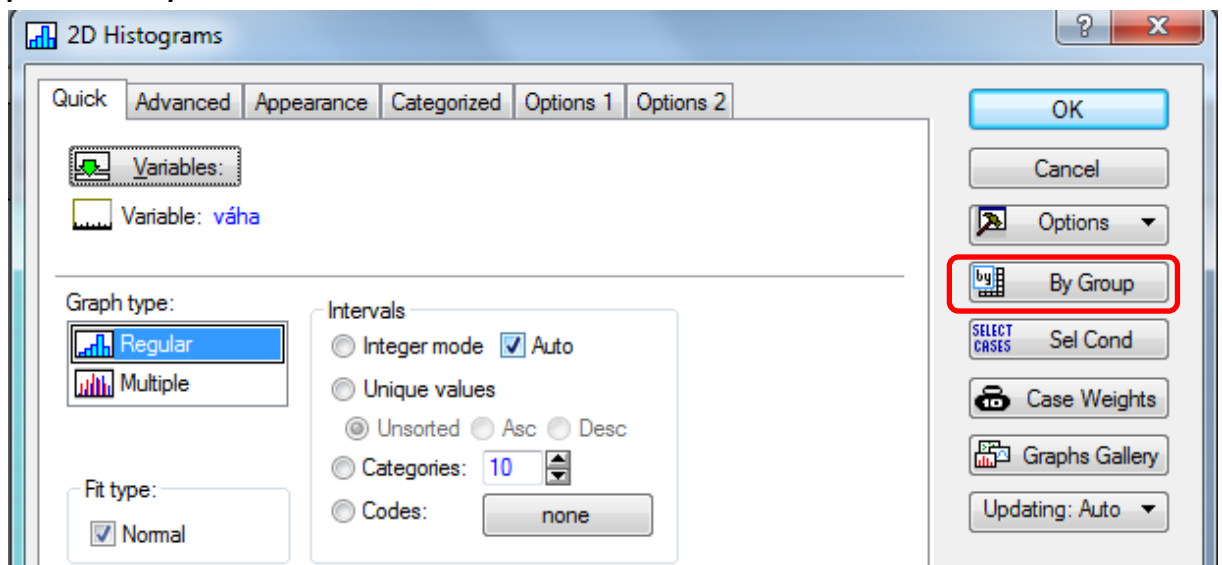 2D Histograms
?
X
Quick
Advanced
Appearance
Categorized
Options 1
Options 2
Variables:
Variable: váha
Graph type:
Regular
Multiple
Fit type:
Normal
Intervals
Integer mode
Auto
Unique values
Unsorted
Asc
Desc
Categories:
10
Codes:
none
OK
Cancel
Options
by
By Group
SELECT
CASES
Sel Cond
Case Weights
Graphs Gallery
Updating: Auto